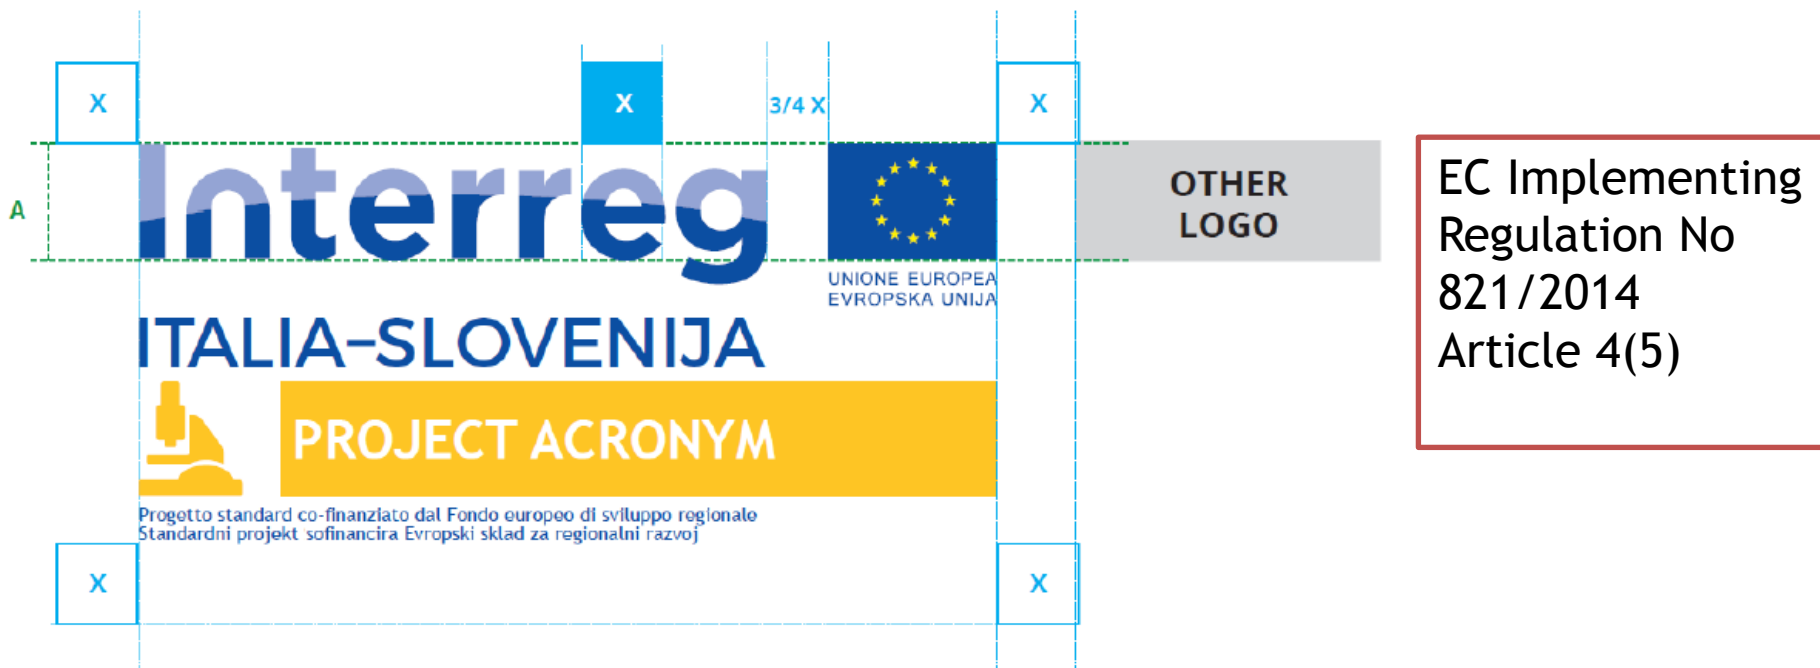 X
X
3/4 X
X
A
Interreg
UNIONE EUROPEA
EVROPSKA UNIJA
OTHER
LOGO
ITALIA–SLOVENIJA
PROJECT ACRONYM
Progetto standard co-finanziato dal Fondo europeo di sviluppo regionale
Standardni projekt sofinancira Evropski sklad za regionalni razvoj
X
X
EC Implementing
Regulation No
821/2014
Article 4(5)